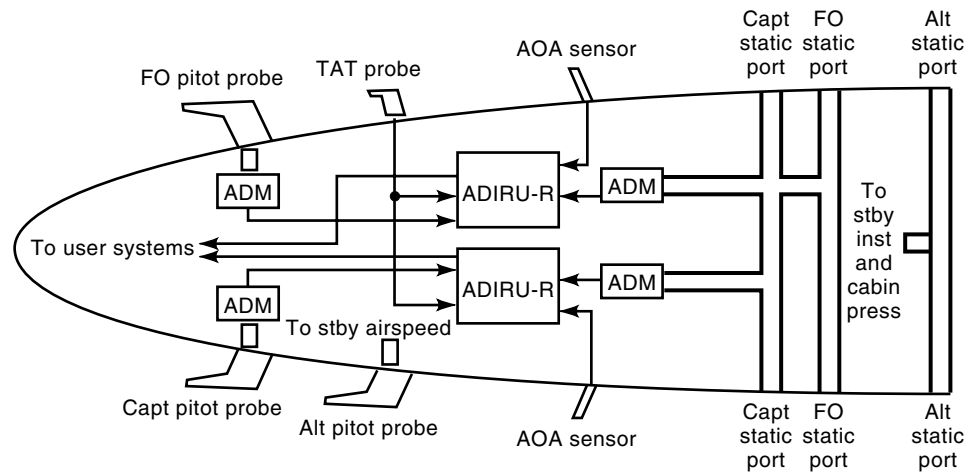 Capt
static
port
FO
static
port
Alt
static
port
AOA sensor
TAT probe
FO pitot probe
ADM
ADIRU-R
ADM
To
stby
inst
and
cabin
press
To user systems
ADM
ADIRU-R
ADM
To stby airspeed
Capt pitot probe
Alt pitot probe
AOA sensor
Capt
static
port
FO
static
port
Alt
static
port